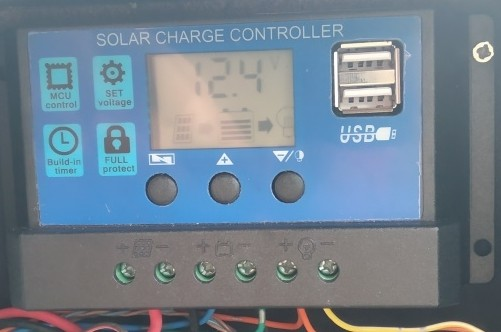 SOLAR CHARGE CONTROLLER
12.4 V
MCU
control
SET
voltage
Build-in
timer
FULL
protect
USB